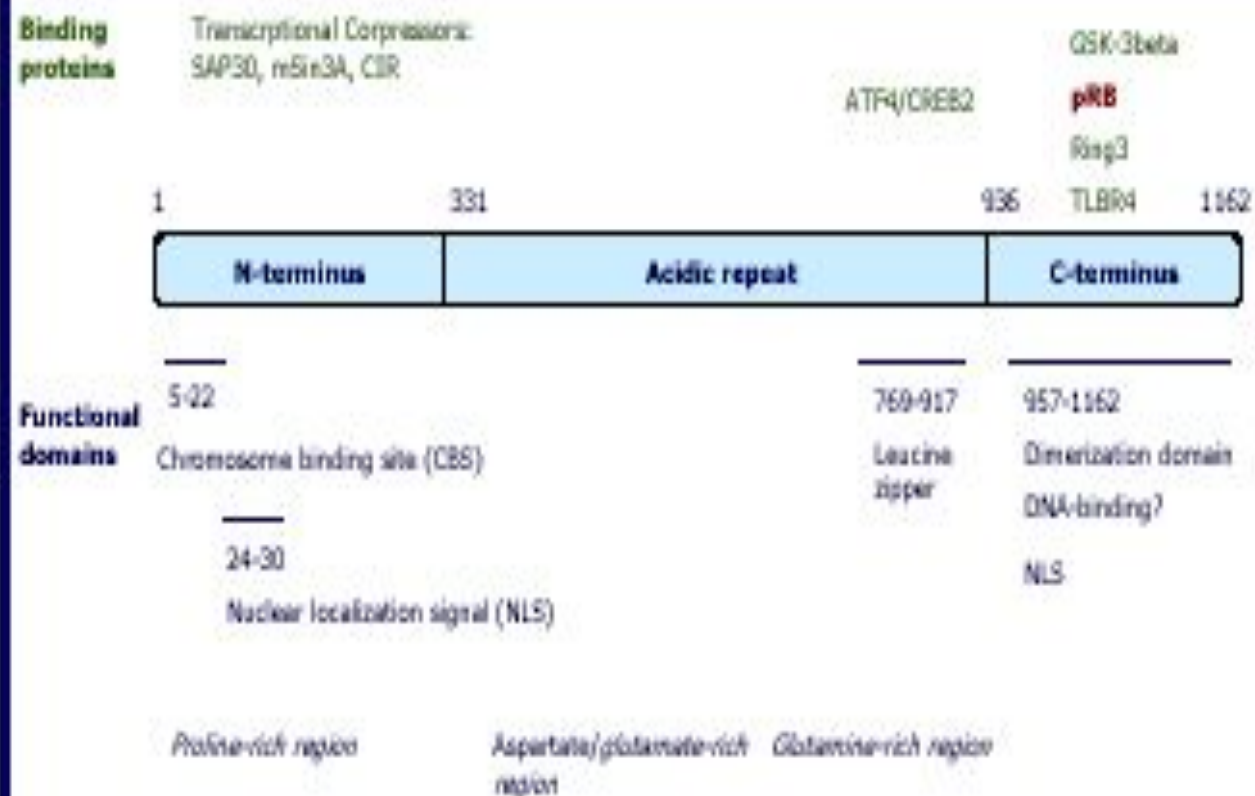 Binding proteins
Transcrptional Corpressors:
SAP30, mSin3A, CIR
ATF4/CREB2
GSK-3beta
pRB
Ring3
TLBR4
1
331
936
1162
N-terminus
Acidic repeat
C-terminus
Functional domains
5-22
Chromosome binding site (CBS)
24-30
Nuclear localization signal (NLS)
769-917
Leucine
zipper
957-1162
Dimerization domain
DNA-binding?
NLS
Proline-rich region
Aspartate/glutamate-rich
region
Glutamine-rich region